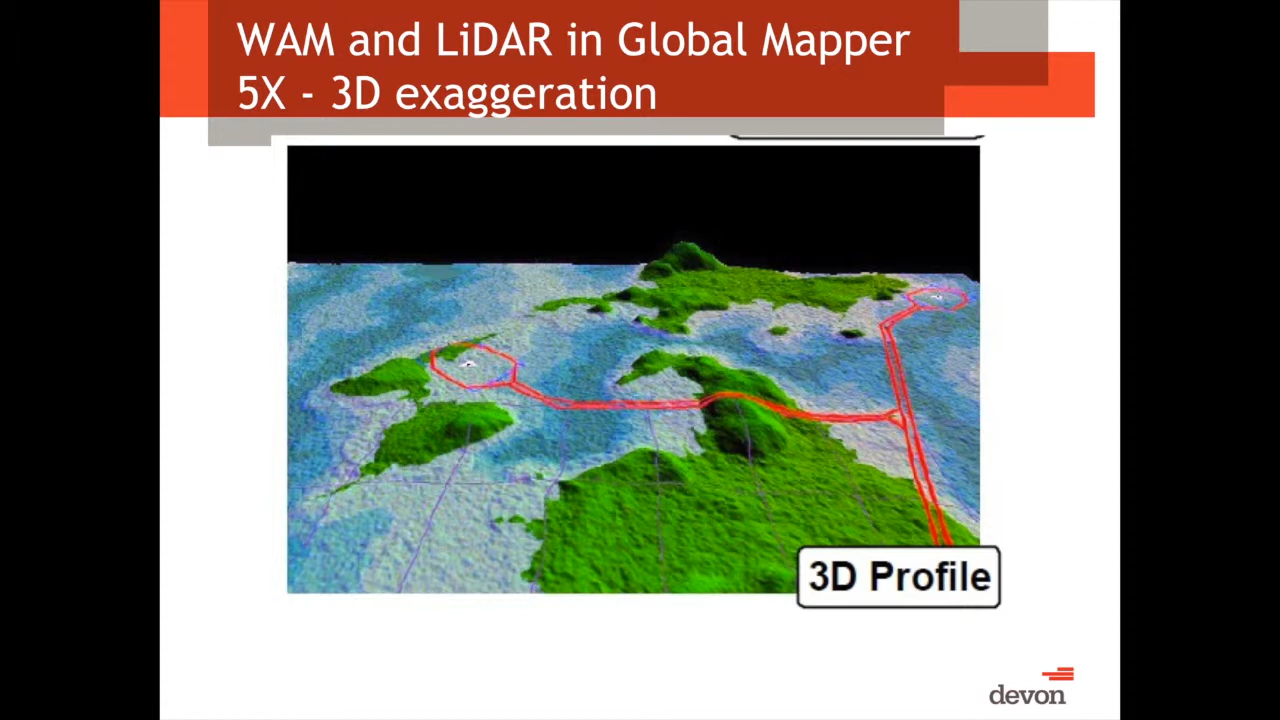 WAM and LiDAR in Global Mapper
5X - 3D exaggeration
3D Profile
devon